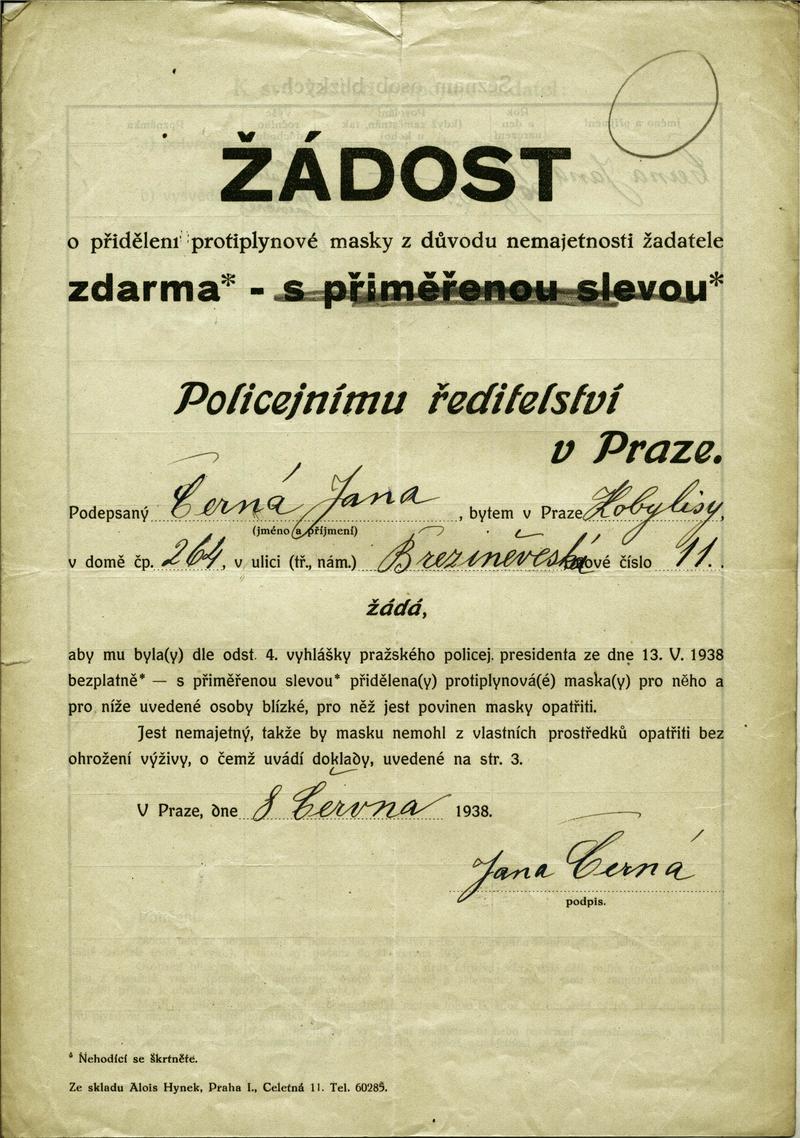 ŽÁDOST
o přidělení protiplynové masky z důvodu nemajetnosti žadatele
zdarma* - s přiměřenou slevou*
Policejnímu ředitelství
v Praze.
Podepsaný Černá Jana, bytem v Praze Kobylisy,
(jméno a příjmení)
v domě čp. 264, v ulici (tř., nám.) Breziněveská ové číslo 11.
žádá,
aby mu byla(y) dle odst. 4. vyhlášky pražského policej. presidenta ze dne 13. V. 1938
bezplatně* — s přiměřenou slevou* přidělena(y) protiplynová(é) maska(y) pro něho a
pro níže uvedené osoby blízké, pro něž jest povinen masky opatřiti.
Jest nemajetný, takže by masku nemohl z vlastních prostředků opatřiti bez
ohrožení výživy, o čemž uvádí doklady, uvedené na str. 3.
V Praze, dne 8 Června 1938.
Jana Černá
podpis.
* Nehodící se škrtněte.
Ze skladu Alois Hynek, Praha I., Celetná 11. Tel. 60285.